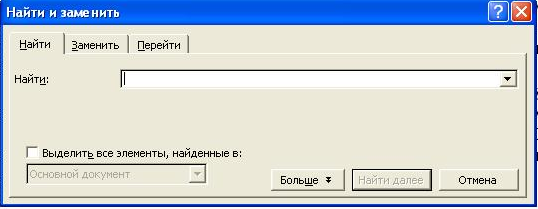 Найти и заменить
Найти Заменить Перейти
Найти:
Выделить все элементы, найденные в:
Основной документ
Больше Найти далее Отмена